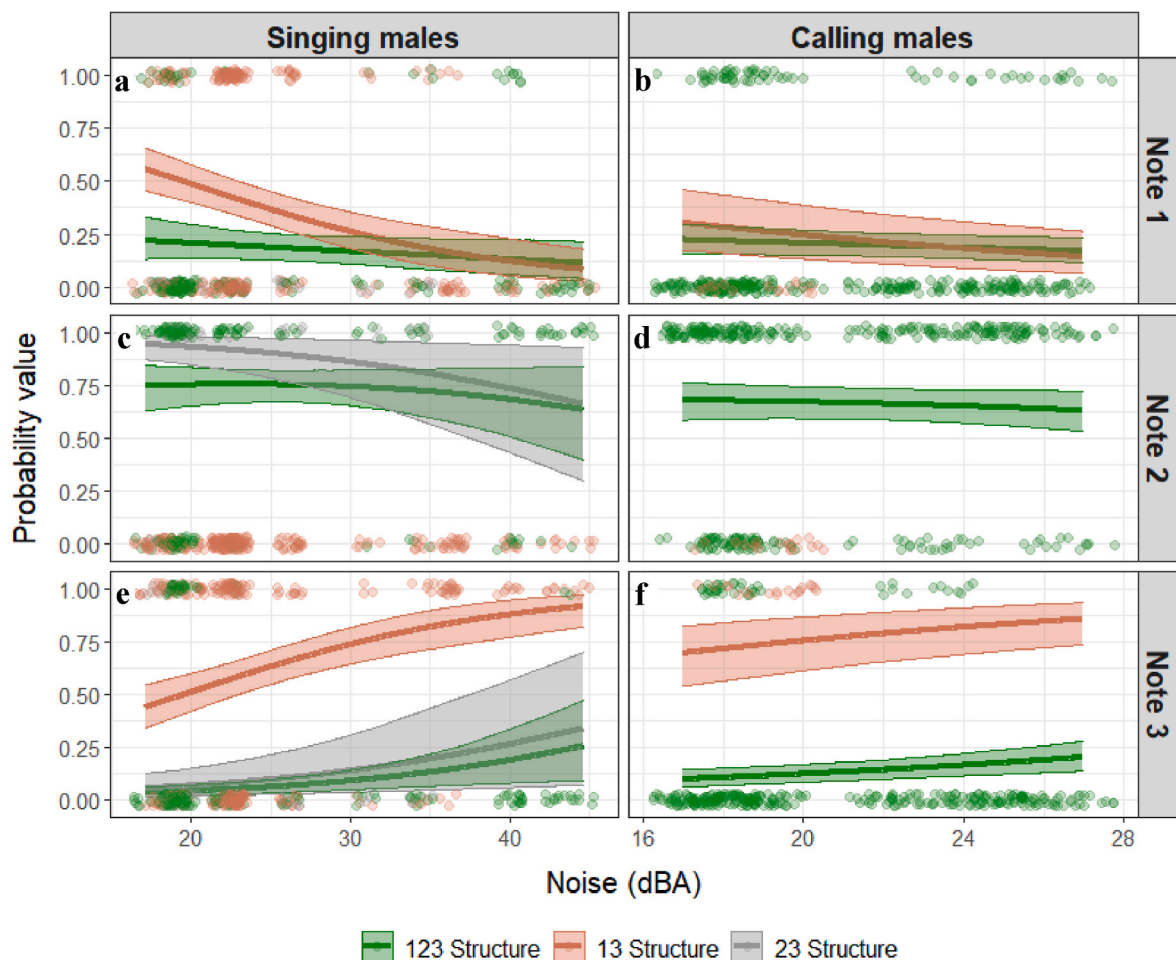 Singing males
Calling males
a
b
1.00
0.75
0.50
0.25
0.00
Note 1
c
d
1.00
0.75
0.50
0.25
0.00
Note 2
e
f
1.00
0.75
0.50
0.25
0.00
Note 3
Probability value
20
30
40
16
20
24
28
Noise (dBA)
123 Structure
13 Structure
23 Structure